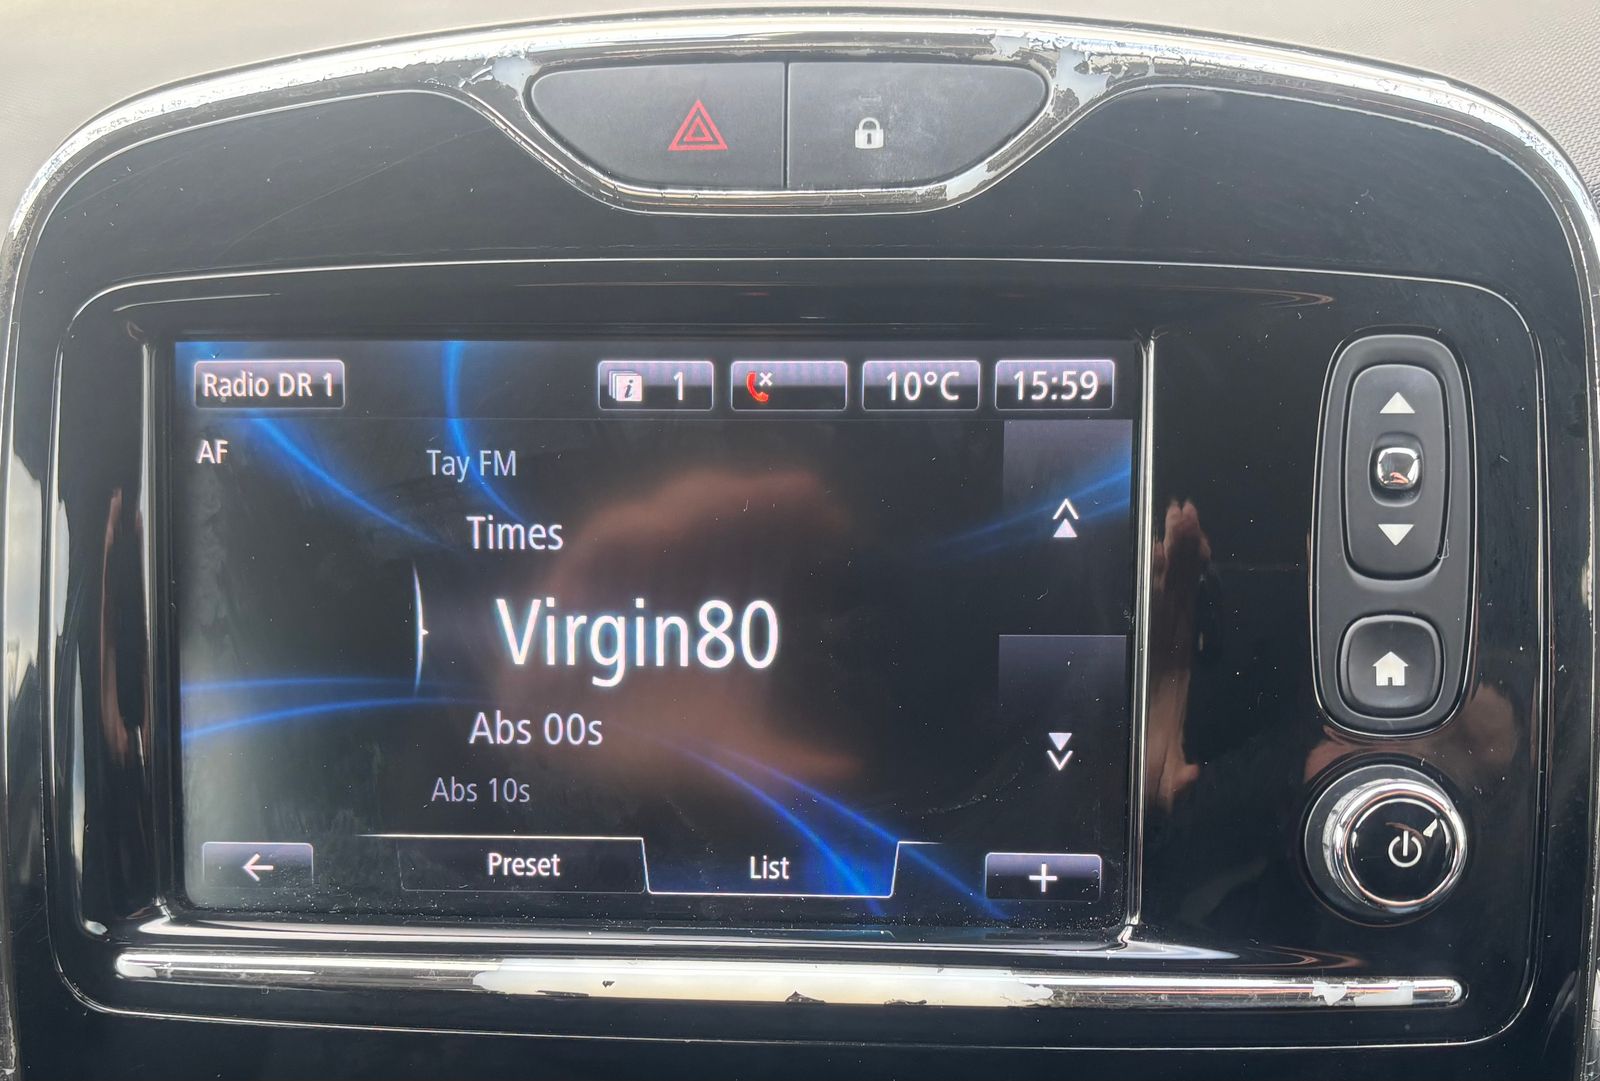 Radio DR 1
1
10°C
15:59
AF
Tay FM
Times
Virgin80
Abs 00s
Abs 10s
Preset
List